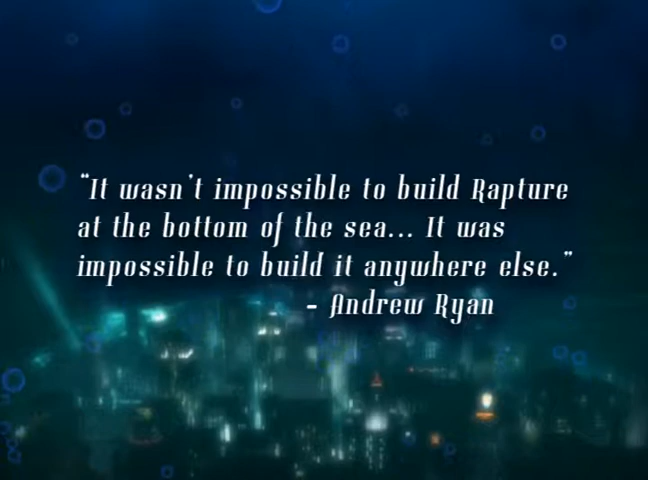 "It wasn't impossible to build Rapture
at the bottom of the sea... It was
impossible to build it anywhere else."
- Andrew Ryan